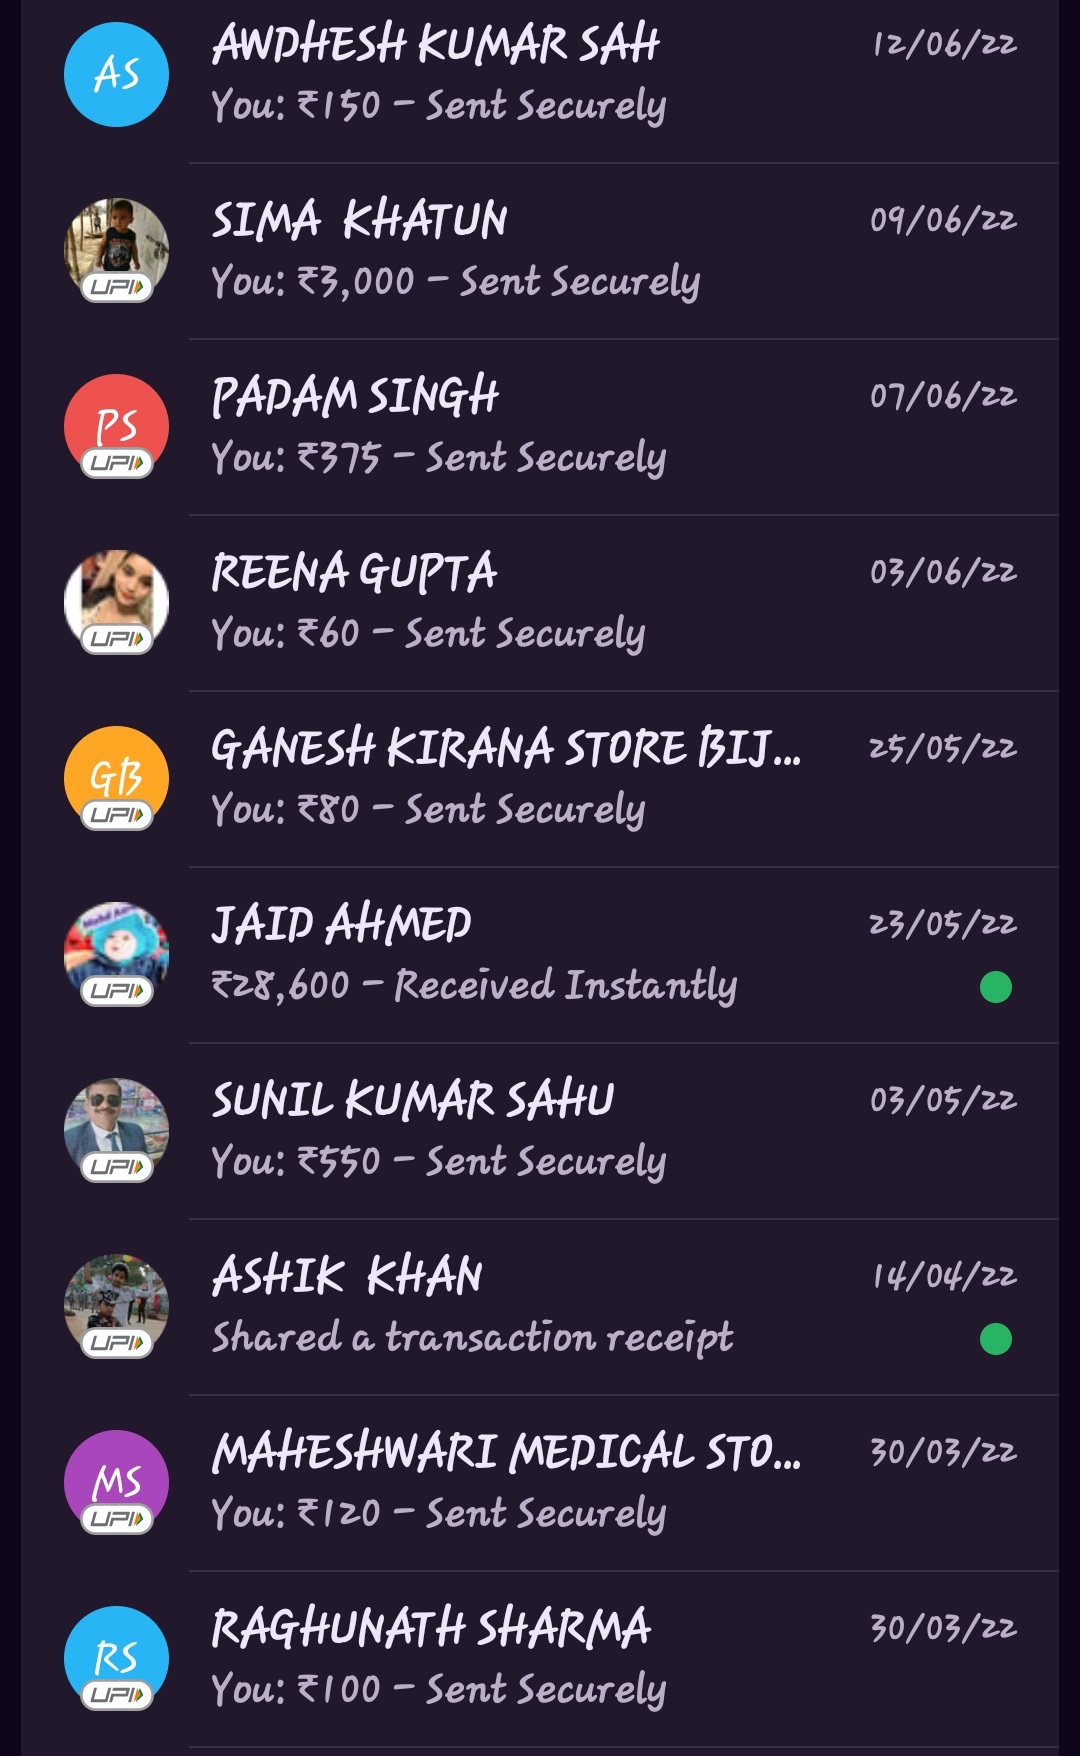 AS
AWDHESH KUMAR SAH
12/06/22
You: ₹150 – Sent Securely
SIMA KHATUN
09/06/22
You: ₹3,000 – Sent Securely
UPI
PS
PADAM SINGH
07/06/22
You: ₹375 – Sent Securely
UPI
REENA GUPTA
03/06/22
You: ₹60 – Sent Securely
UPI
GB
GANESH KIRANA STORE BIJ...
25/05/22
You: ₹80 – Sent Securely
UPI
JAID AHMED
23/05/22
₹28,600 – Received Instantly
UPI
SUNIL KUMAR SAHU
03/05/22
You: ₹550 – Sent Securely
UPI
ASHIK KHAN
14/04/22
Shared a transaction receipt
UPI
MS
MAHESHWARI MEDICAL STO...
30/03/22
You: ₹120 – Sent Securely
UPI
RS
RAGHUNATH SHARMA
30/03/22
You: ₹100 – Sent Securely
UPI